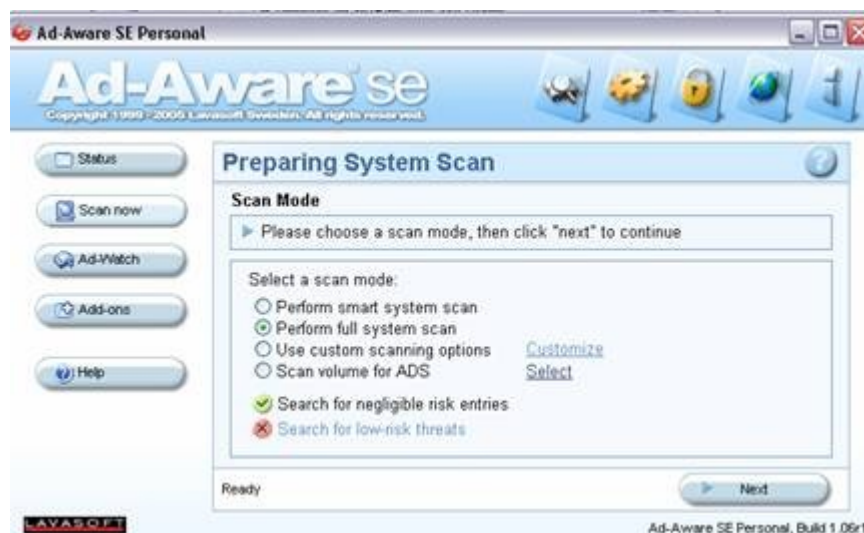 Ad-Aware SE Personal
Ad-Aware se
Copyright 1999-2005 Lavasoft Sweden. All rights reserved.
Status
Scan now
Ad-Watch
Add-ons
Help
Preparing System Scan
Scan Mode
Please choose a scan mode, then click "next" to continue
Select a scan mode:
Perform smart system scan
Perform full system scan
Use custom scanning options Customize
Scan volume for ADS Select
Search for negligible risk entries
Search for low-risk threats
Ready Next
LAVASOFT
Ad-Aware SE Personal, Build 1.06r1